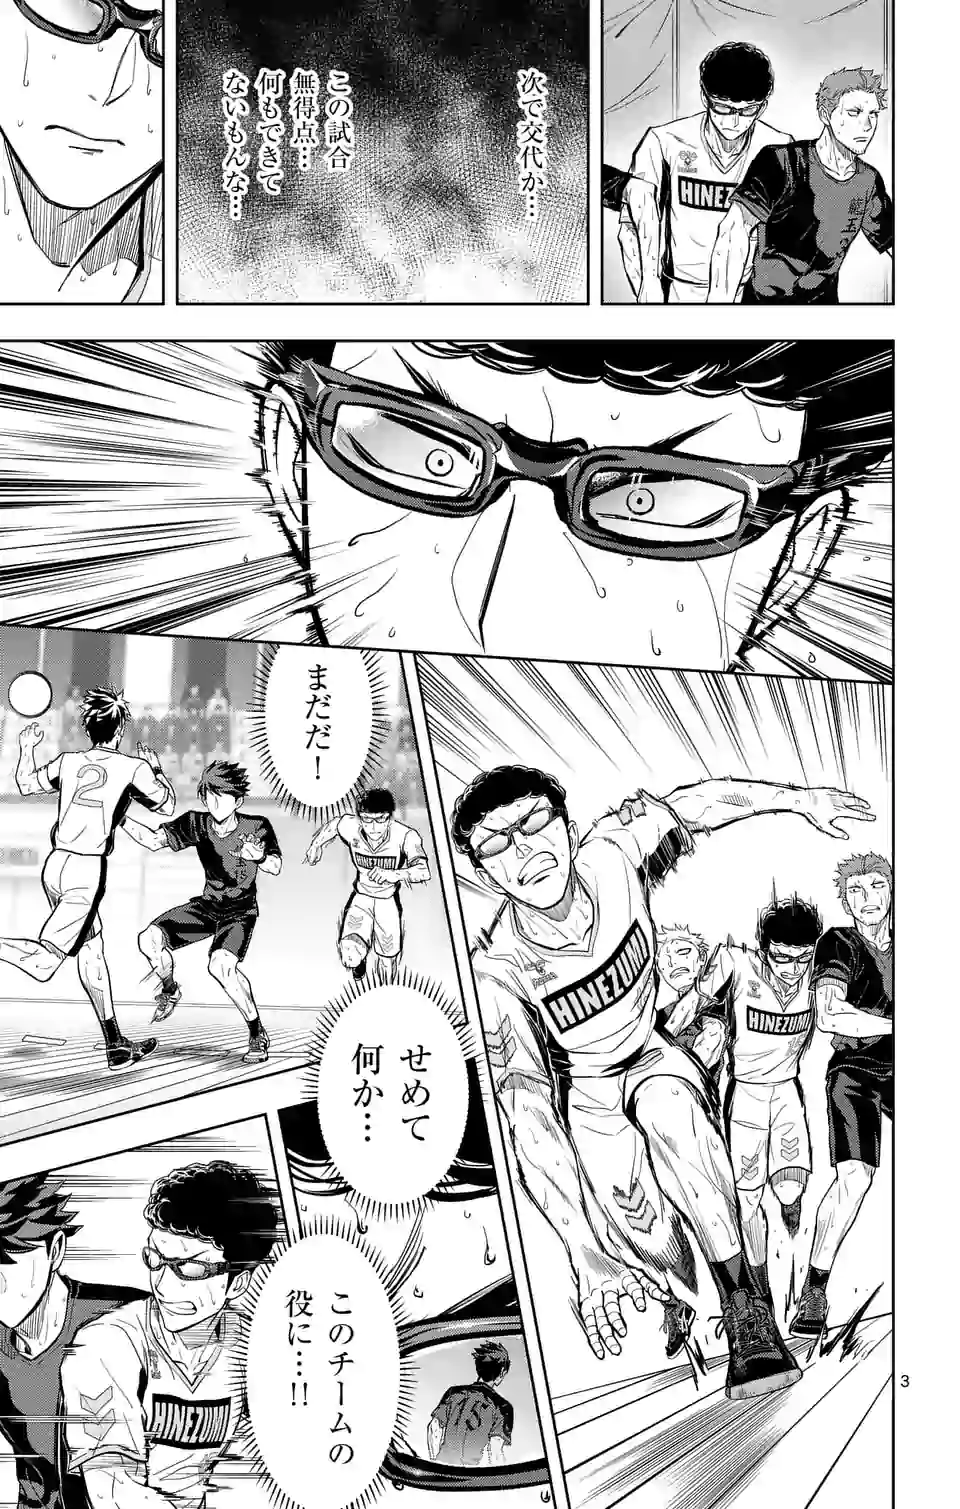 次で交代か…
この試合
無得点…
何もできて
ないもんな…
HINEZU
まだだ！
2
HINEZUMI
HINEZUMI
HINEZUMI
せめて
何か…
このチームの
役に…!!
HINEZUMI
3